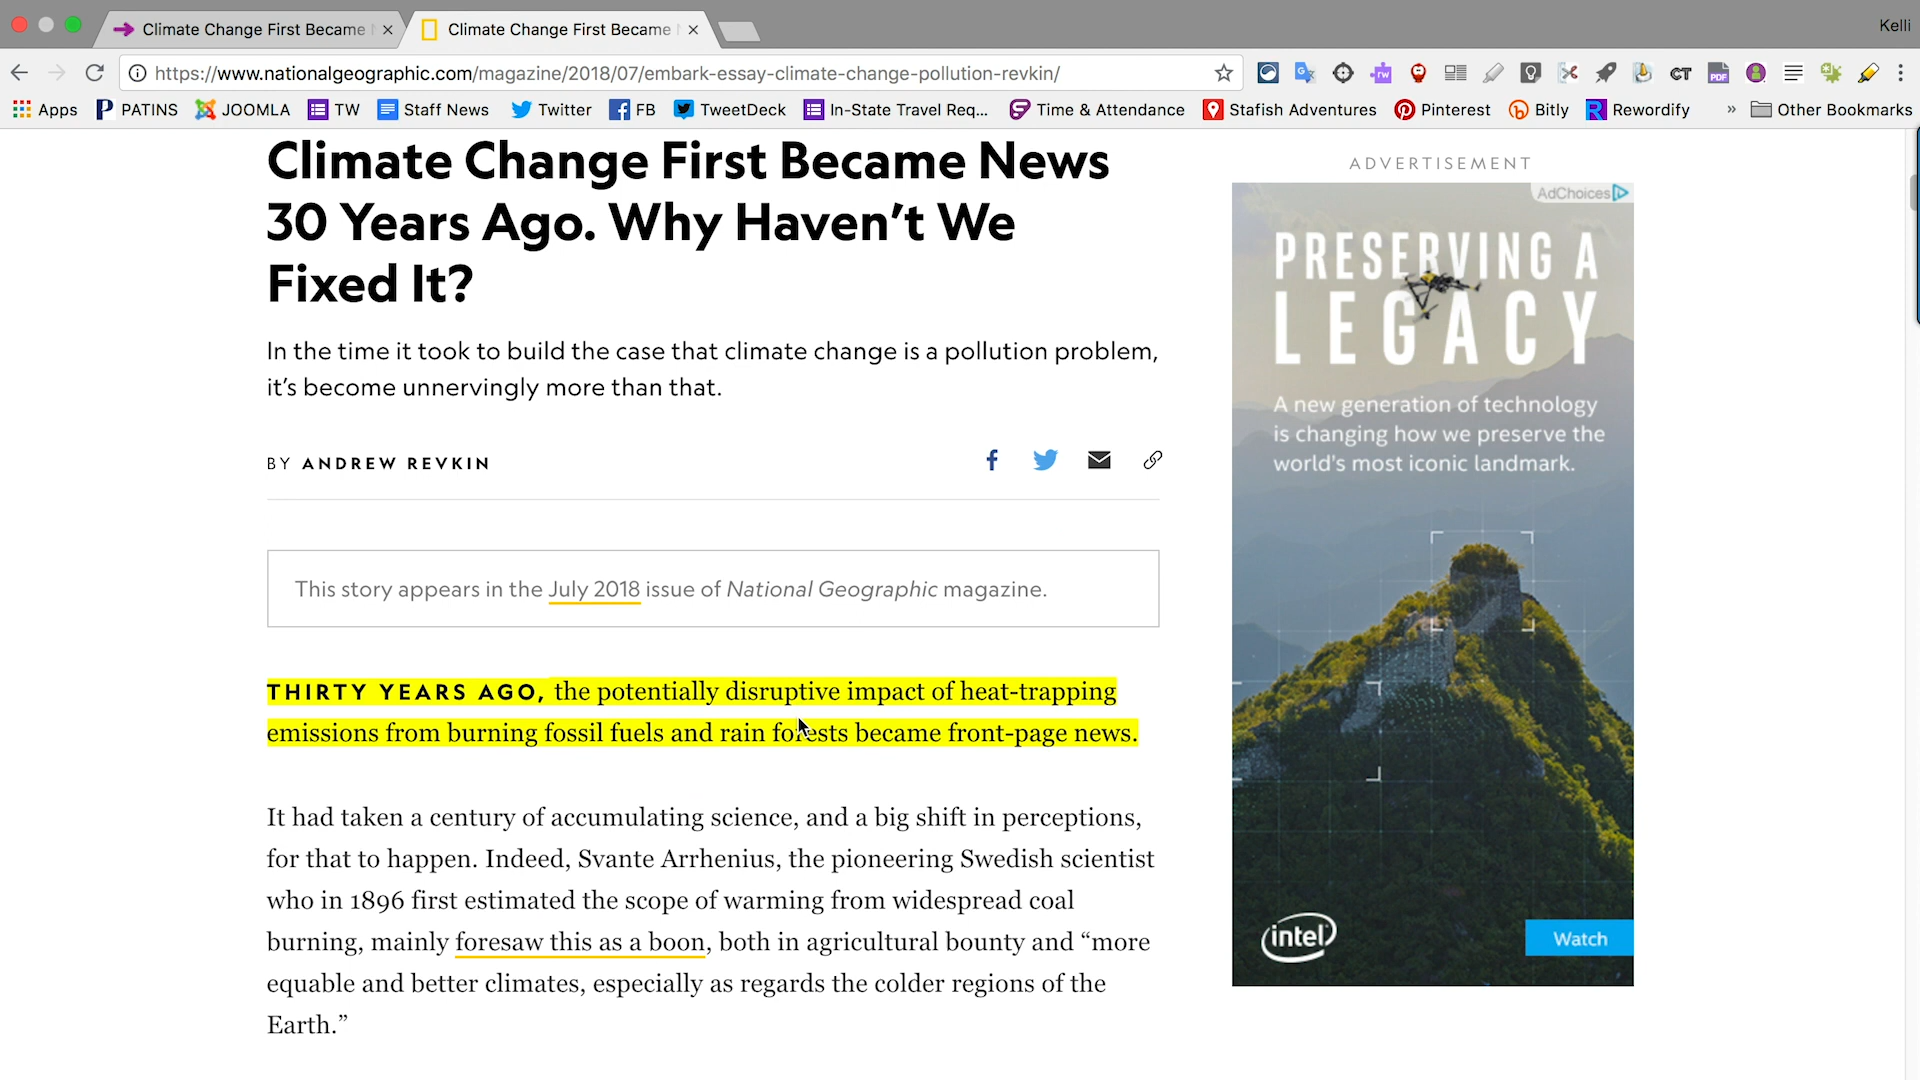 Climate Change First Became
Climate Change First Became
Kelli
https://www.nationalgeographic.com/magazine/2018/07/embark-essay-climate-change-pollution-revkin/
rw
CT
PDF
Apps
PATINS
JOOMLA
TW
Staff News
Twitter
FB
TweetDeck
In-State Travel Req...
Time & Attendance
Stafish Adventures
Pinterest
Bitly
Rewordify
»
Other Bookmarks
Climate Change First Became News
30 Years Ago. Why Haven’t We
Fixed It?
In the time it took to build the case that climate change is a pollution problem,
it’s become unnervingly more than that.
BY ANDREW REVKIN
This story appears in the July 2018 issue of National Geographic magazine.
THIRTY YEARS AGO, the potentially disruptive impact of heat-trapping
emissions from burning fossil fuels and rain forests became front-page news.
It had taken a century of accumulating science, and a big shift in perceptions,
for that to happen. Indeed, Svante Arrhenius, the pioneering Swedish scientist
who in 1896 first estimated the scope of warming from widespread coal
burning, mainly foresaw this as a boon, both in agricultural bounty and “more
equable and better climates, especially as regards the colder regions of the
Earth.”
ADVERTISEMENT
AdChoices
PRESERVING A
LEGACY
A new generation of technology
is changing how we preserve the
world's most iconic landmark.
intel
Watch